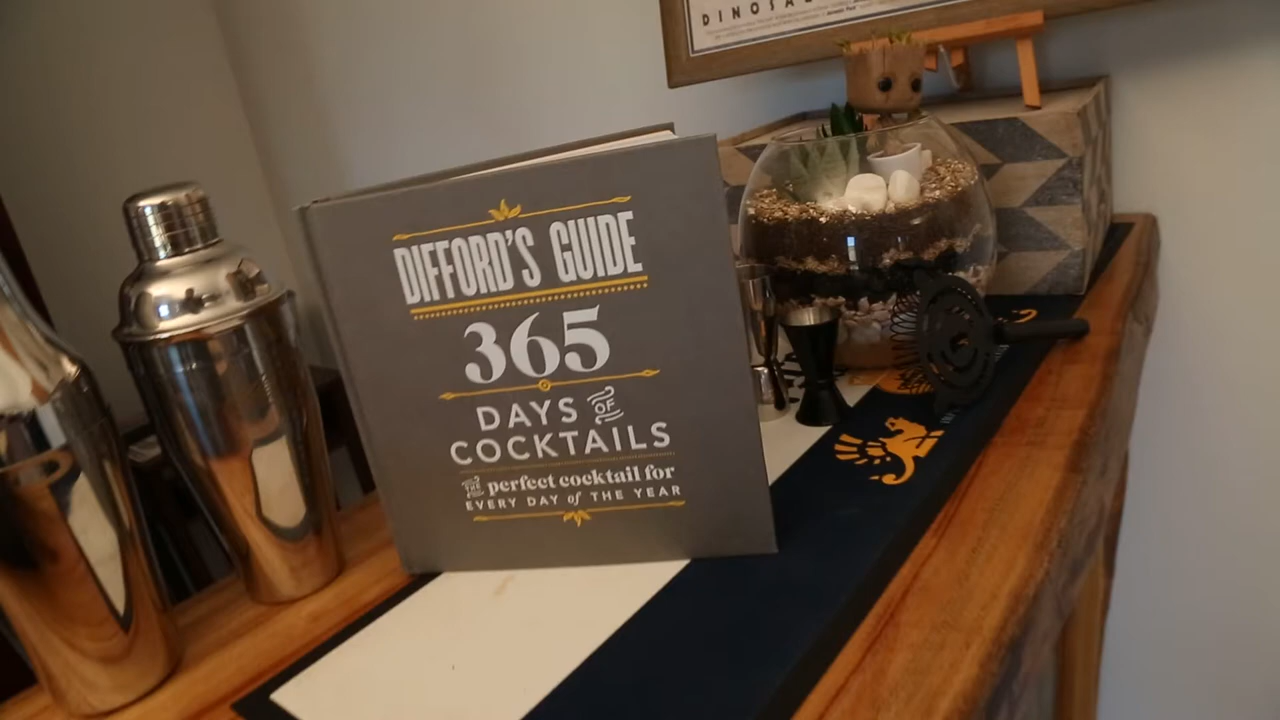 DIFFORD'S GUIDE
365
DAYS OF
COCKTAILS
THE perfect cocktail for
EVERY DAY of THE YEAR